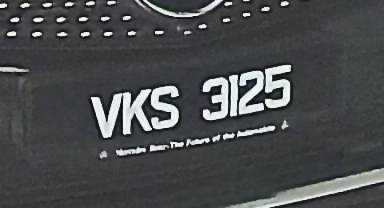 VKS 3125
Mercedes Benz-The Future of the Automobile